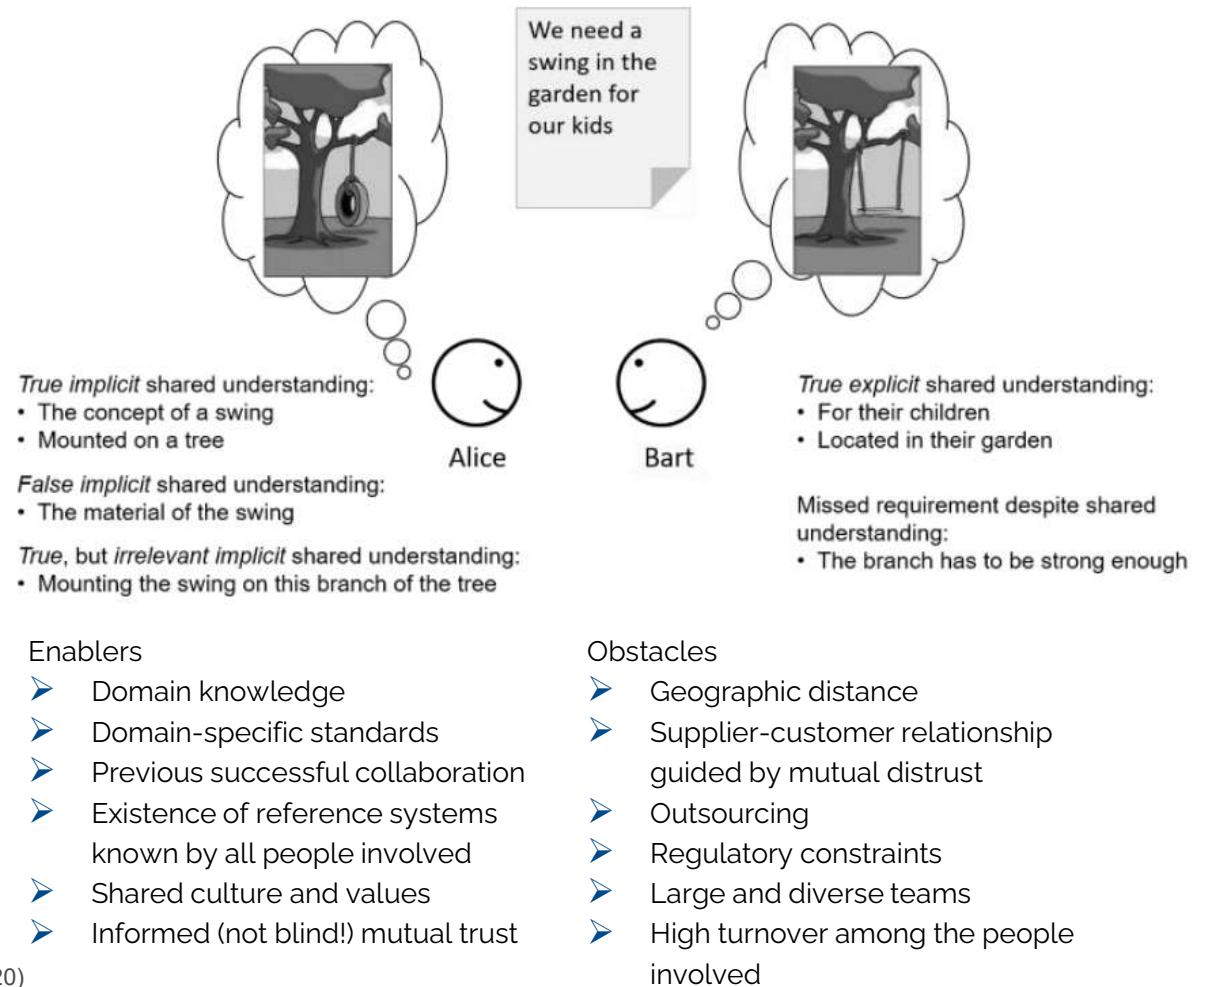 We need a
swing in the
garden for
our kids
Alice
Bart
True implicit shared understanding:
• The concept of a swing
• Mounted on a tree
False implicit shared understanding:
• The material of the swing
True, but irrelevant implicit shared understanding:
• Mounting the swing on this branch of the tree
True explicit shared understanding:
• For their children
• Located in their garden
Missed requirement despite shared
understanding:
• The branch has to be strong enough
Enablers
➢ Domain knowledge
➢ Domain-specific standards
➢ Previous successful collaboration
➢ Existence of reference systems
known by all people involved
➢ Shared culture and values
➢ Informed (not blind!) mutual trust
Obstacles
➢ Geographic distance
➢ Supplier-customer relationship
guided by mutual distrust
➢ Outsourcing
➢ Regulatory constraints
➢ Large and diverse teams
➢ High turnover among the people
involved
20)